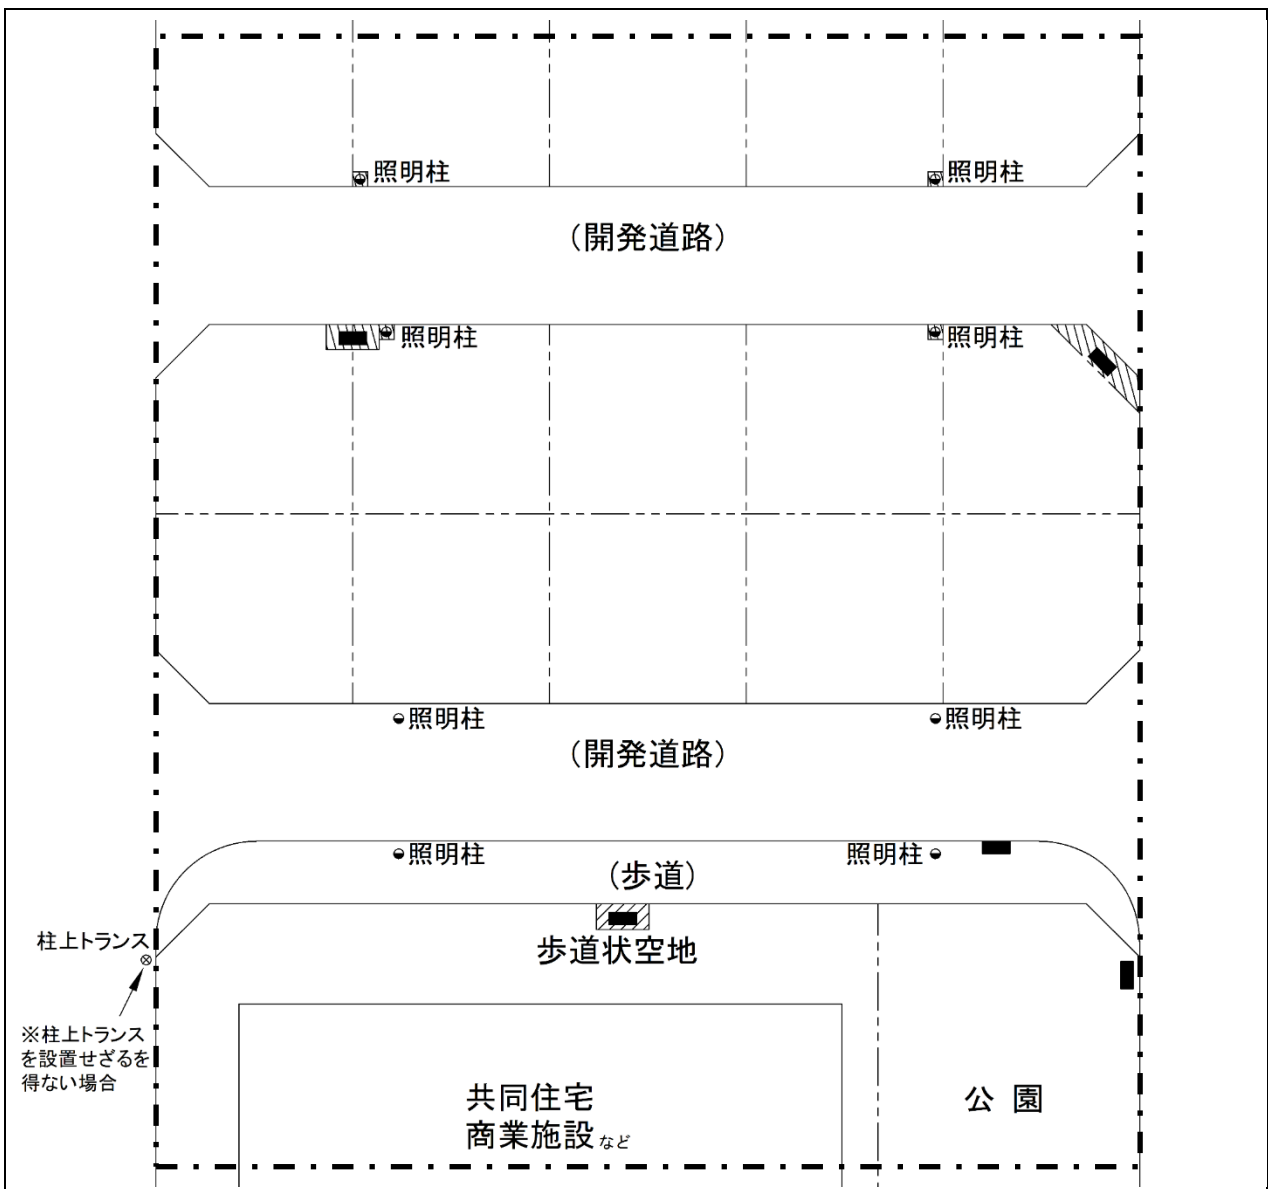 照明柱
照明柱
（開発道路）
照明柱
照明柱
照明柱
照明柱
（開発道路）
照明柱
照明柱
（歩道）
柱上トランス
歩道状空地
※柱上トランス
を設置せざるを
得ない場合
共同住宅
商業施設など
公 園